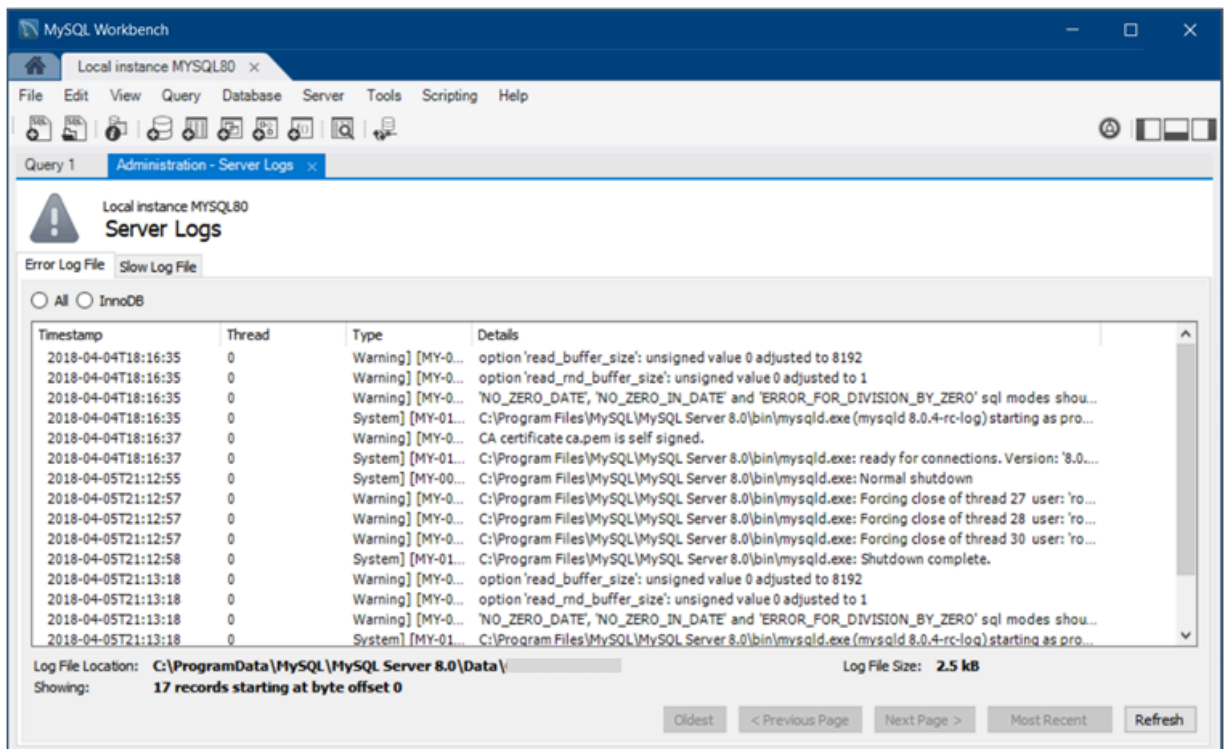 MySQL Workbench
Local instance MYSQL80
File Edit View Query Database Server Tools Scripting Help
Query 1 Administration - Server Logs
Local instance MYSQL80
Server Logs
Error Log File Slow Log File
All InnoDB
Timestamp Thread Type Details
2018-04-04T18:16:35 0 Warning] [MY-0... option 'read_buffer_size': unsigned value 0 adjusted to 8192
2018-04-04T18:16:35 0 Warning] [MY-0... option 'read_rnd_buffer_size': unsigned value 0 adjusted to 1
2018-04-04T18:16:35 0 Warning] [MY-0... 'NO_ZERO_DATE', 'NO_ZERO_IN_DATE' and 'ERROR_FOR_DIVISION_BY_ZERO' sql modes shou...
2018-04-04T18:16:35 0 System] [MY-01... C:\Program Files\MySQL\MySQL Server 8.0\bin\mysqld.exe (mysqld 8.0.4-rc-log) starting as pro...
2018-04-04T18:16:37 0 Warning] [MY-0... CA certificate ca.pem is self signed.
2018-04-04T18:16:37 0 System] [MY-01... C:\Program Files\MySQL\MySQL Server 8.0\bin\mysqld.exe: ready for connections. Version: '8.0....
2018-04-05T21:12:55 0 System] [MY-00... C:\Program Files\MySQL\MySQL Server 8.0\bin\mysqld.exe: Normal shutdown
2018-04-05T21:12:57 0 Warning] [MY-0... C:\Program Files\MySQL\MySQL Server 8.0\bin\mysqld.exe: Forcing close of thread 27 user: 'ro...
2018-04-05T21:12:57 0 Warning] [MY-0... C:\Program Files\MySQL\MySQL Server 8.0\bin\mysqld.exe: Forcing close of thread 28 user: 'ro...
2018-04-05T21:12:57 0 Warning] [MY-0... C:\Program Files\MySQL\MySQL Server 8.0\bin\mysqld.exe: Forcing close of thread 30 user: 'ro...
2018-04-05T21:12:58 0 System] [MY-01... C:\Program Files\MySQL\MySQL Server 8.0\bin\mysqld.exe: Shutdown complete.
2018-04-05T21:13:18 0 Warning] [MY-0... option 'read_buffer_size': unsigned value 0 adjusted to 8192
2018-04-05T21:13:18 0 Warning] [MY-0... option 'read_rnd_buffer_size': unsigned value 0 adjusted to 1
2018-04-05T21:13:18 0 Warning] [MY-0... 'NO_ZERO_DATE', 'NO_ZERO_IN_DATE' and 'ERROR_FOR_DIVISION_BY_ZERO' sql modes shou...
2018-04-05T21:13:18 0 System] [MY-01... C:\Program Files\MySQL\MySQL Server 8.0\bin\mysqld.exe (mysqld 8.0.4-rc-log) starting as pro...
Log File Location: C:\ProgramData\MySQL\MySQL Server 8.0\Data\ Log File Size: 2.5 kB
Showing: 17 records starting at byte offset 0
Oldest < Previous Page Next Page > Most Recent Refresh